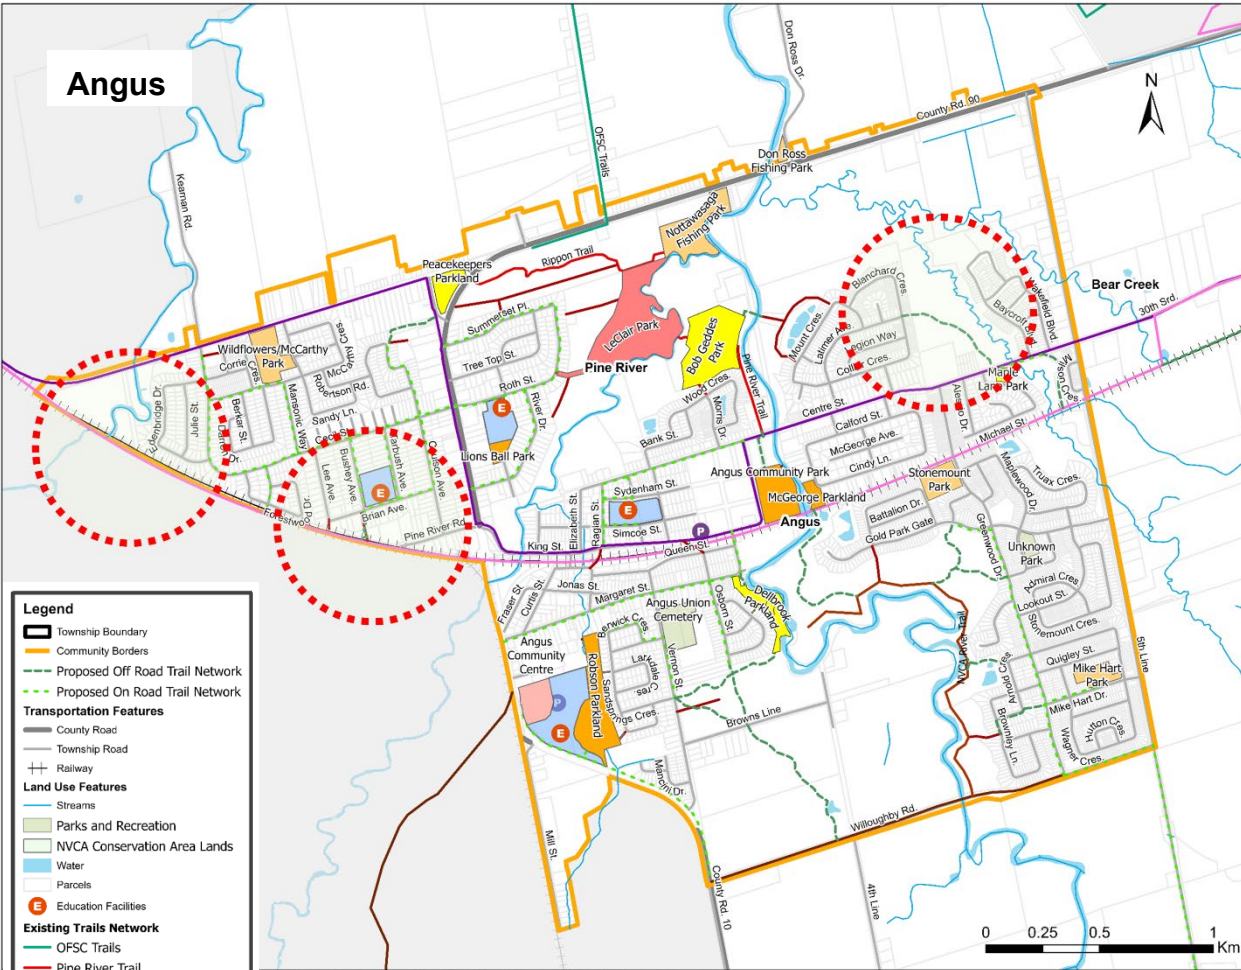 Angus
N
Don Ross Dr.
County Rd. 90
OFSC Trails
Keaman Rd.
Don Ross
Fishing Park
Nottawasaga
Fishing Park
Rippon Trail
Peacekeepers
Parkland
Blanchard Cres.
Wakefield Blvd.
Baycroft Blvd.
Bear Creek
30th Srd.
Summerset Pl.
LeClair Park
Mount Cres.
Latimer Ave.
Legion Way
Collier Cres.
Wildflowers/McCarthy
Park
Corrie Cres.
McCarthy Cres.
Robertson Rd.
Tree Top St.
Pine River
Bob Geddes
Park
Pine River Trail
Maple
Lane Park
Mison Cres.
Roth St.
River Dr.
Wood Cres.
Morris Dr.
Centre St.
Edenbridge Dr.
Julie St.
Berkar St.
Mansonic Way
Sandy Ln.
Cecil St.
E
Bank St.
Calford St.
McGeorge Ave.
Cindy Ln.
Michael St.
Lions Ball Park
Lee Ave.
Bushey Ave.
Brian Ave.
Pine River Rd.
E
Angus Community Park
McGeorge Parkland
Angus
Stonemount
Park
Maplewood Dr.
Truax Cres.
Sydenham St.
E
Simcoe St.
P
Ragian St.
Elizabeth St.
King St.
Queen St.
Battalion Dr.
Gold Park Gate
Greenwood Dr.
Unknown
Park
Admiral Cres
Lookout St.
Stonemount Cres.
Jonas St.
Margaret St.
Fraser St.
Curtis St.
Osborn St.
Dellbrook
Parkland
Angus Union
Cemetery
Berwick Cres.
Vernon St.
Angus
Community
Centre
Robson Parkland
P
E
Browns Line
NVCA River Trail
Arnold Cres.
Quigley St.
Mike Hart
Park
Mike Hart Dr.
5th Line
Brownley Ln.
Wagner Cres.
Hutton Cres.
Mancini Dr.
Mill St.
Willoughby Rd.
County Rd. 10
4th Line
Legend
Township Boundary
Community Borders
Proposed Off Road Trail Network
Proposed On Road Trail Network
Transportation Features
County Road
Township Road
Railway
Land Use Features
Streams
Parks and Recreation
NVCA Conservation Area Lands
Water
Parcels
E Education Facilities
Existing Trails Network
OFSC Trails
Pine River Trail
0 0.25 0.5 1
Km